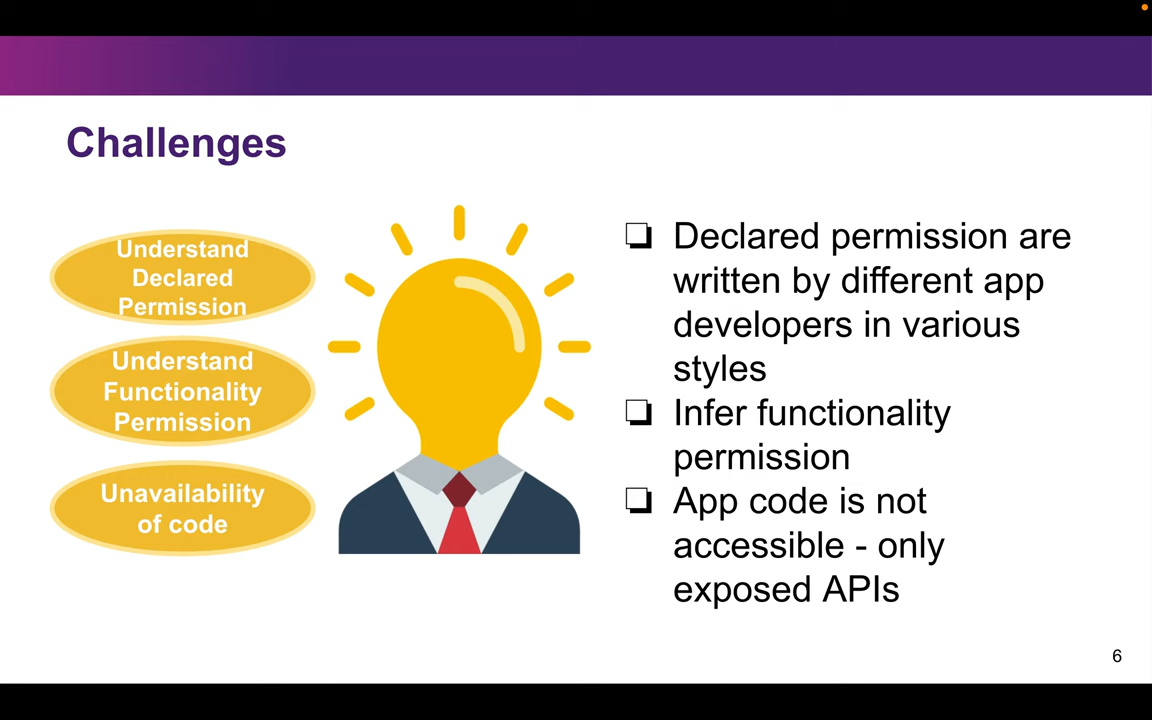 Challenges
Understand
Declared
Permission
Understand
Functionality
Permission
Unavailability
of code
❏ Declared permission are
written by different app
developers in various
styles
❏ Infer functionality
permission
❏ App code is not
accessible - only
exposed APIs
6